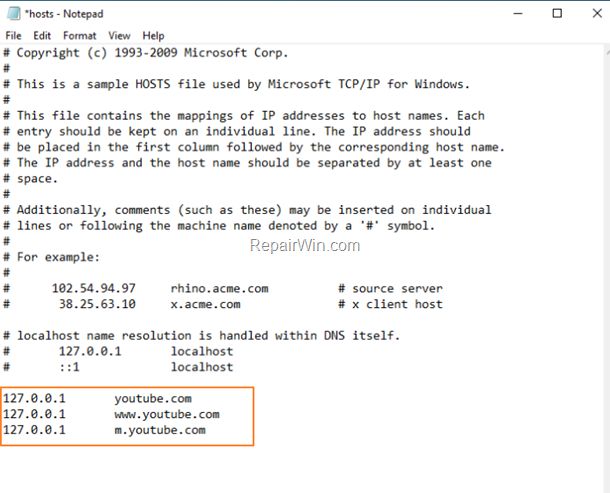 *hosts - Notepad
File Edit Format View Help
# Copyright (c) 1993-2009 Microsoft Corp.
#
# This is a sample HOSTS file used by Microsoft TCP/IP for Windows.
#
# This file contains the mappings of IP addresses to host names. Each
# entry should be kept on an individual line. The IP address should
# be placed in the first column followed by the corresponding host name.
# The IP address and the host name should be separated by at least one
# space.
#
# Additionally, comments (such as these) may be inserted on individual
# lines or following the machine name denoted by a '#' symbol.
#
RepairWin.com
# For example:
#
# 102.54.94.97 rhino.acme.com # source server
# 38.25.63.10 x.acme.com # x client host
# localhost name resolution is handled within DNS itself.
# 127.0.0.1 localhost
# ::1 localhost
127.0.0.1 youtube.com
127.0.0.1 www.youtube.com
127.0.0.1 m.youtube.com